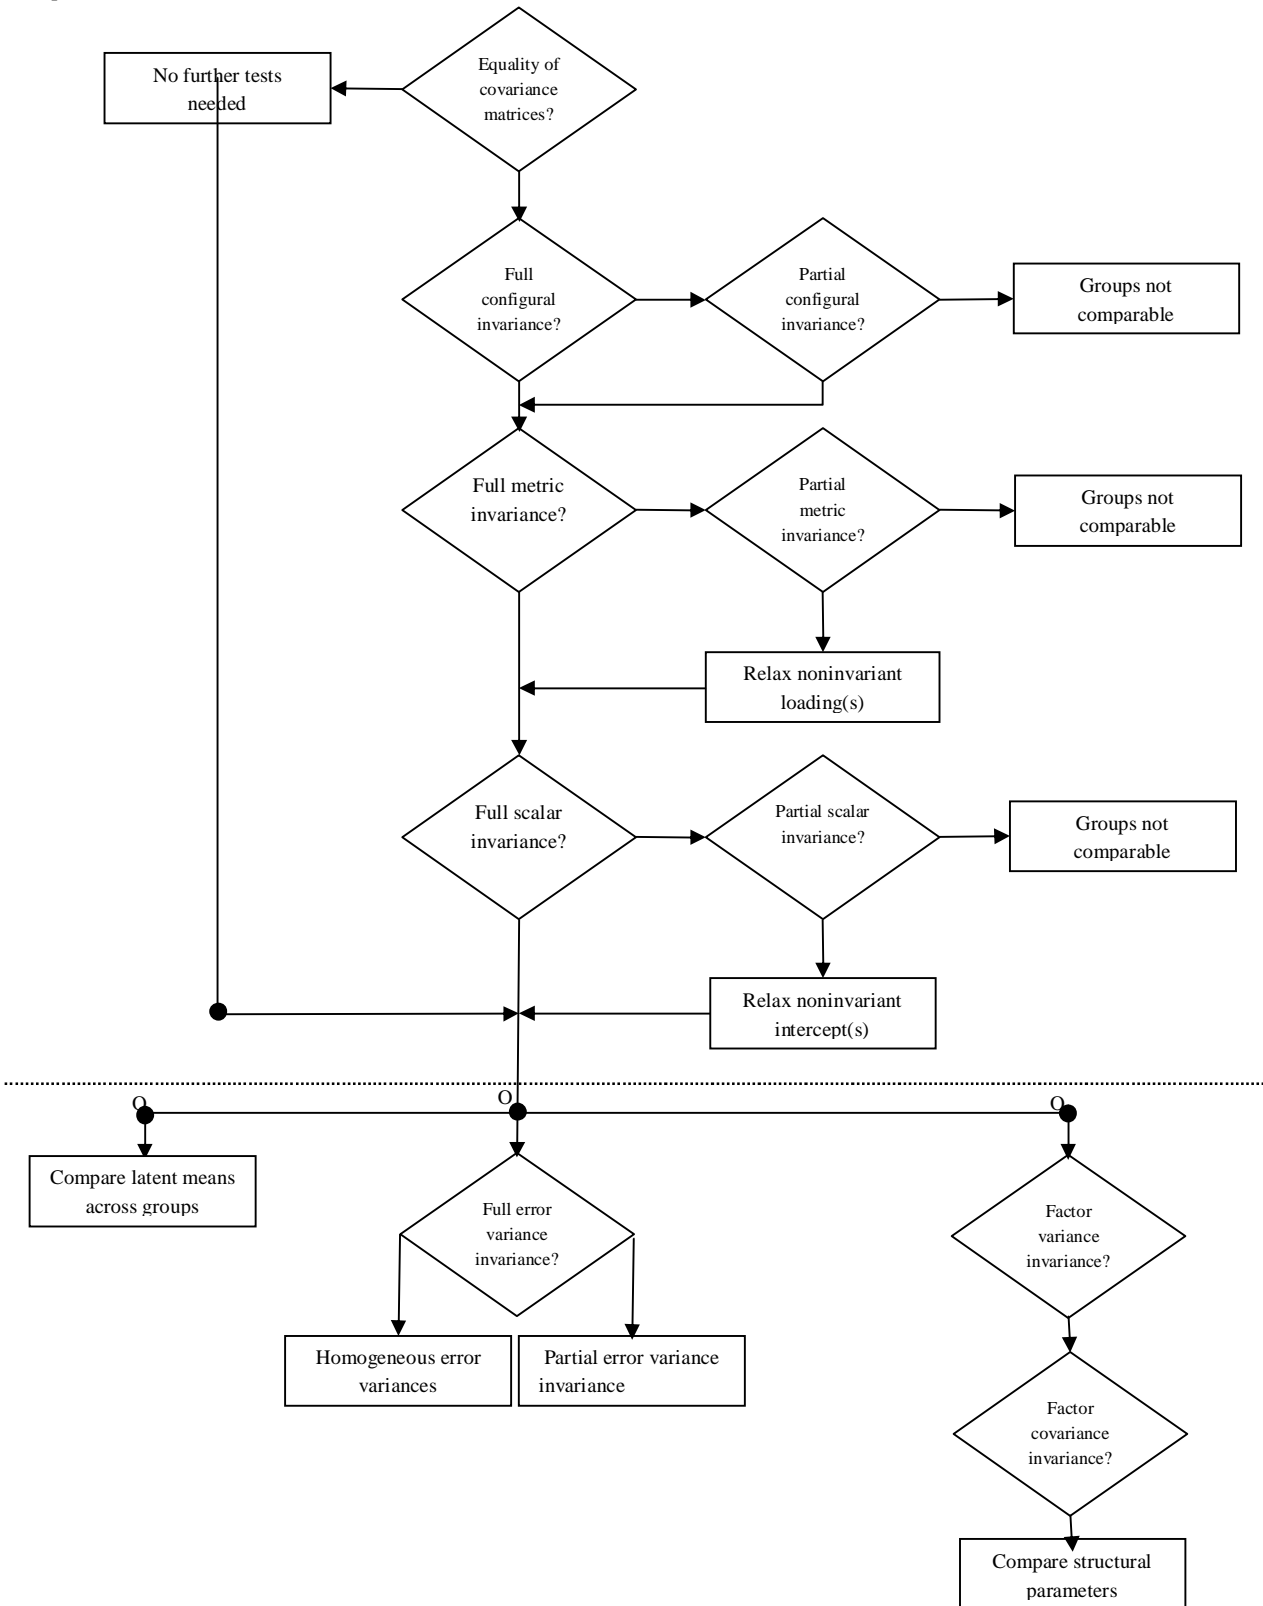 No further tests
needed
Equality of
covariance
matrices?
Full
configural
invariance?
Partial
configural
invariance?
Groups not
comparable
Full metric
invariance?
Partial
metric
invariance?
Groups not
comparable
Relax noninvariant
loading(s)
Full scalar
invariance?
Partial scalar
invariance?
Groups not
comparable
Relax noninvariant
intercept(s)
O
O
O
Compare latent means
across groups
Full error
variance
invariance?
Factor
variance
invariance?
Homogeneous error
variances
Partial error variance
invariance
Factor
covariance
invariance?
Compare structural
parameters